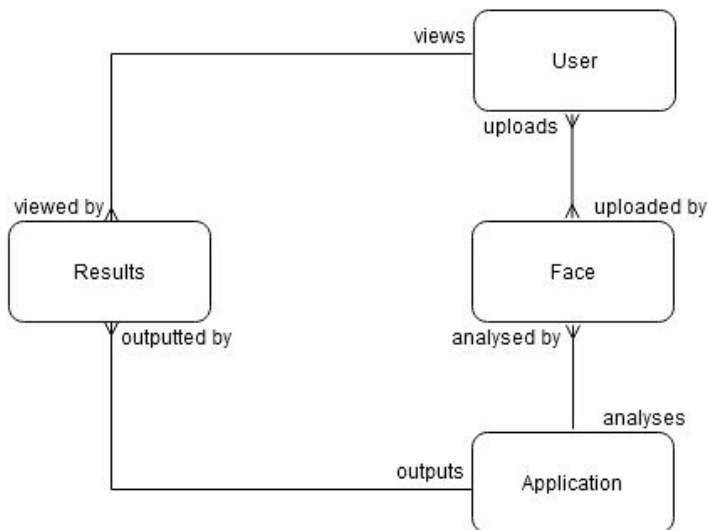 views
User
uploads
viewed by
uploaded by
Results
Face
outputted by
analysed by
analyses
outputs
Application